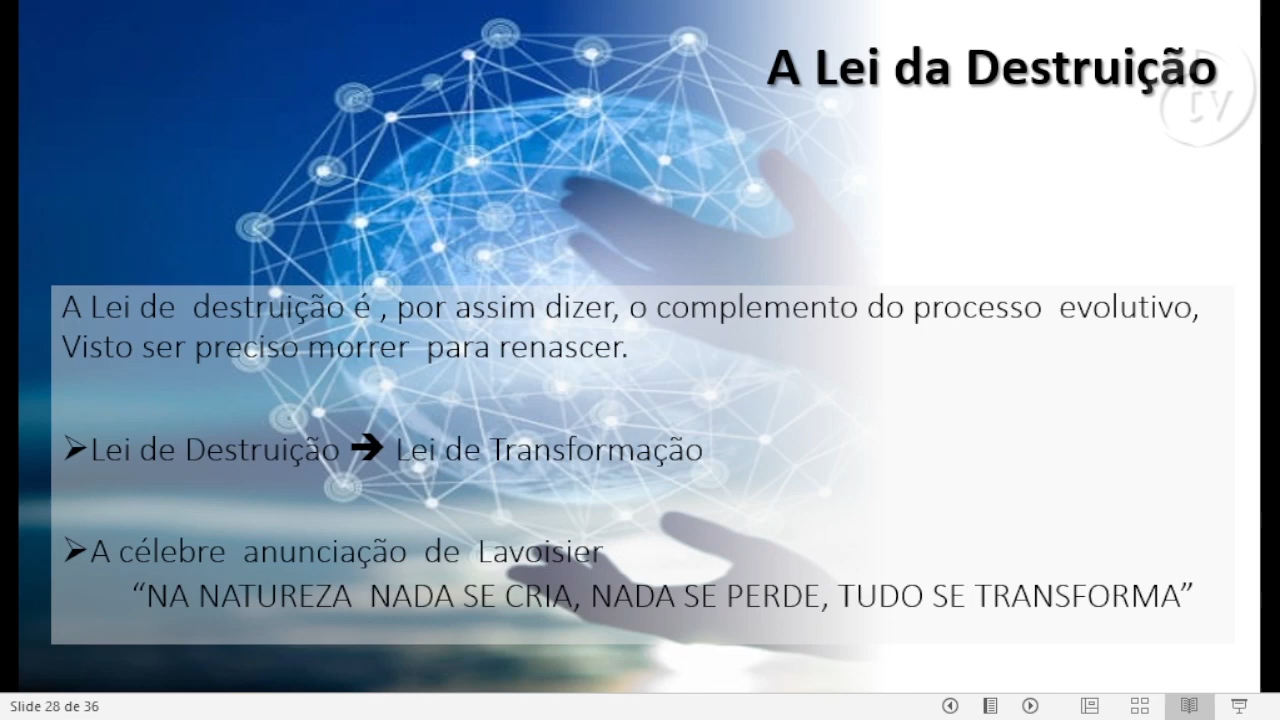 A Lei da Destruição
tv
A Lei de destruição é , por assim dizer, o complemento do processo evolutivo,
Visto ser preciso morrer para renascer.
➢Lei de Destruição ➔ Lei de Transformação
➢A célebre anunciação de Lavoisier
“NA NATUREZA NADA SE CRIA, NADA SE PERDE, TUDO SE TRANSFORMA”
Slide 28 de 36